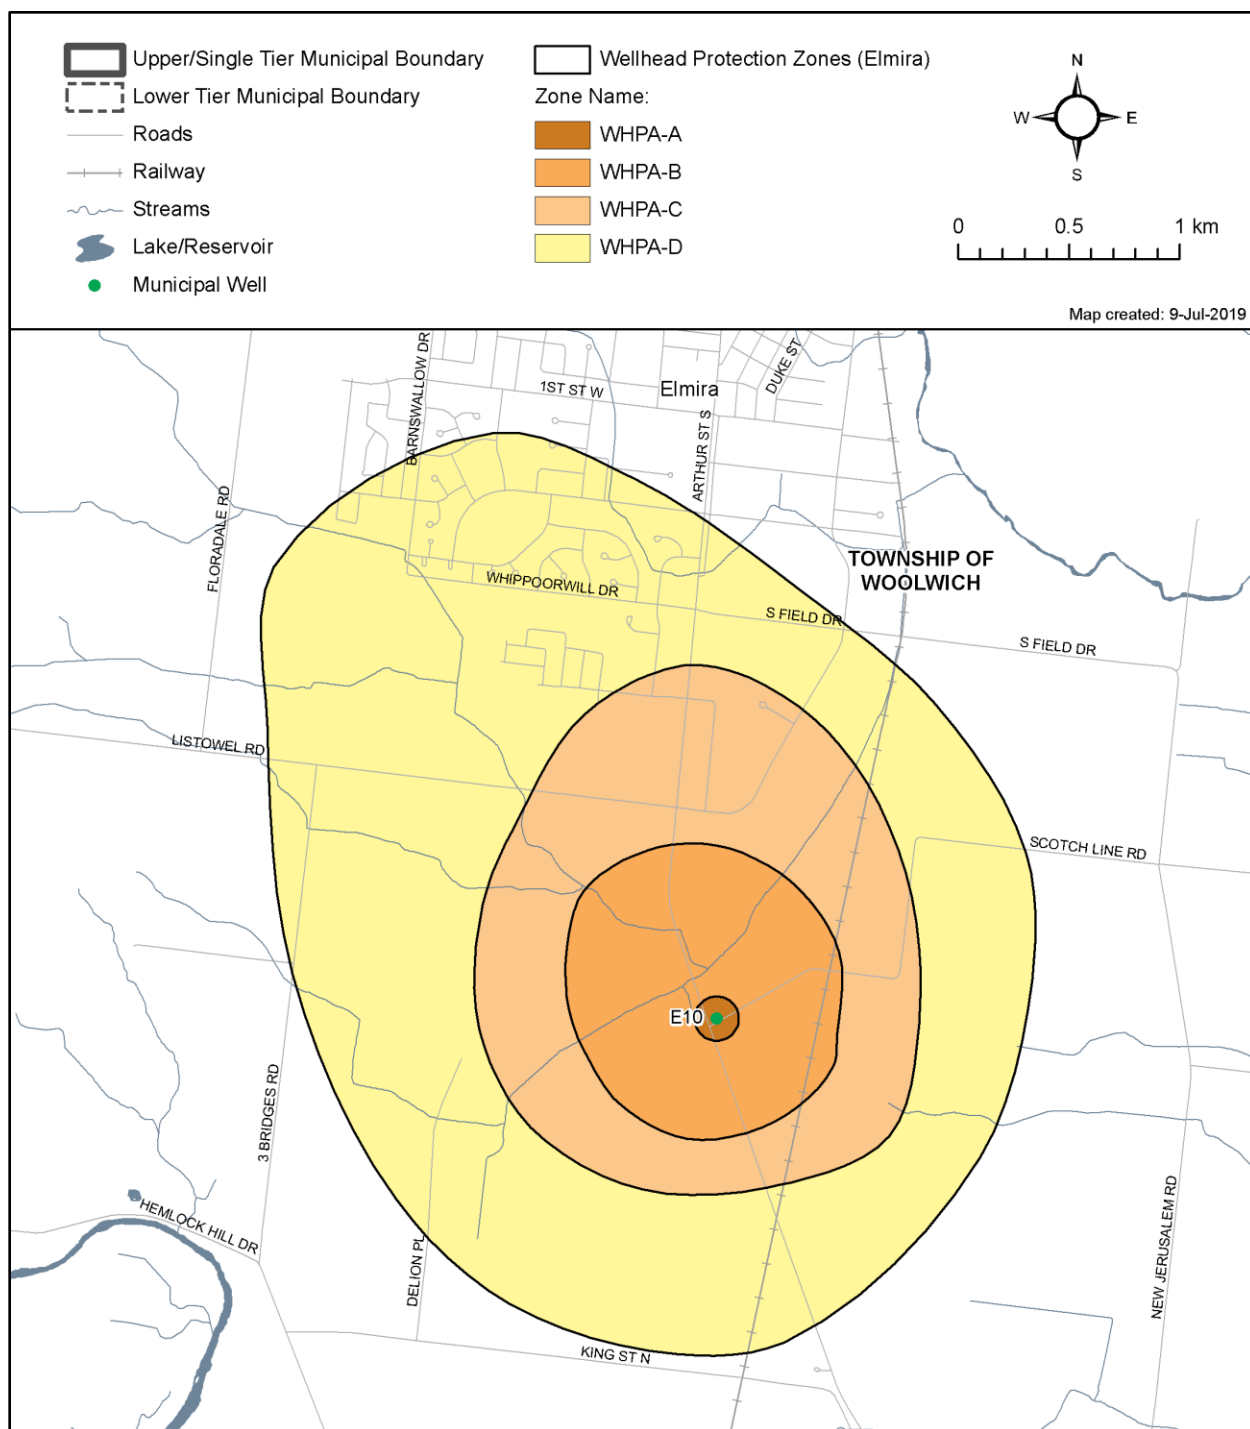 Upper/Single Tier Municipal Boundary
Lower Tier Municipal Boundary
Roads
Railway
Streams
Lake/Reservoir
Municipal Well
Wellhead Protection Zones (Elmira)
Zone Name:
WHPA-A
WHPA-B
WHPA-C
WHPA-D
N
W E
S
0 0.5 1 km
Map created: 9-Jul-2019
BARNSWALLOW DR
1ST ST W
Elmira
DUKE ST
ARTHUR ST S
FLORADALE RD
TOWNSHIP OF
WOOLWICH
WHIPPOORWILL DR
S FIELD DR
S FIELD DR
LISTOWEL RD
SCOTCH LINE RD
E10
3 BRIDGES RD
HEMLOCK HILL DR
DELION PL
NEW JERUSALEM RD
KING ST N